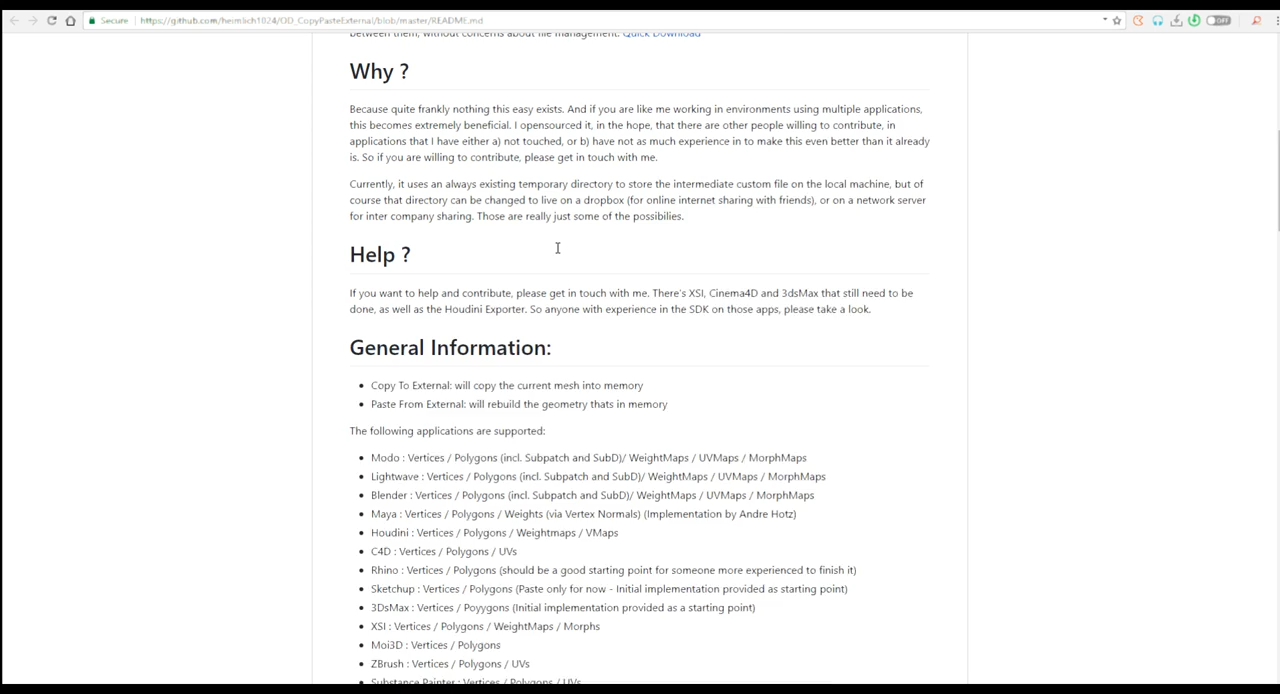 Secure https://github.com/heimlich1024/OD_CopyPasteExternal/blob/master/README.md
OFF
between them, without concerns about file management. Quick Download
Why ?
Because quite frankly nothing this easy exists. And if you are like me working in environments using multiple applications,
this becomes extremely beneficial. I opensourced it, in the hope, that there are other people willing to contribute, in
applications that I have either a) not touched, or b) have not as much experience in to make this even better than it already
is. So if you are willing to contribute, please get in touch with me.
Currently, it uses an always existing temporary directory to store the intermediate custom file on the local machine, but of
course that directory can be changed to live on a dropbox (for online internet sharing with friends), or on a network server
for inter company sharing. Those are really just some of the possibilies.
Help ?
If you want to help and contribute, please get in touch with me. There's XSI, Cinema4D and 3dsMax that still need to be
done, as well as the Houdini Exporter. So anyone with experience in the SDK on those apps, please take a look.
General Information:
• Copy To External: will copy the current mesh into memory
• Paste From External: will rebuild the geometry thats in memory
The following applications are supported:
• Modo : Vertices / Polygons (incl. Subpatch and SubD)/ WeightMaps / UVMaps / MorphMaps
• Lightwave : Vertices / Polygons (incl. Subpatch and SubD)/ WeightMaps / UVMaps / MorphMaps
• Blender : Vertices / Polygons (incl. Subpatch and SubD)/ WeightMaps / UVMaps / MorphMaps
• Maya : Vertices / Polygons / Weights (via Vertex Normals) (Implementation by Andre Hotz)
• Houdini : Vertices / Polygons / Weightmaps / VMaps
• C4D : Vertices / Polygons / UVs
• Rhino : Vertices / Polygons (should be a good starting point for someone more experienced to finish it)
• Sketchup : Vertices / Polygons (Paste only for now - Initial implementation provided as starting point)
• 3DsMax : Vertices / Poyygons (Initial implementation provided as a starting point)
• XSI : Vertices / Polygons / WeightMaps / Morphs
• Moi3D : Vertices / Polygons
• ZBrush : Vertices / Polygons / UVs
• Substance Painter : Vertices / Polygons / UVs